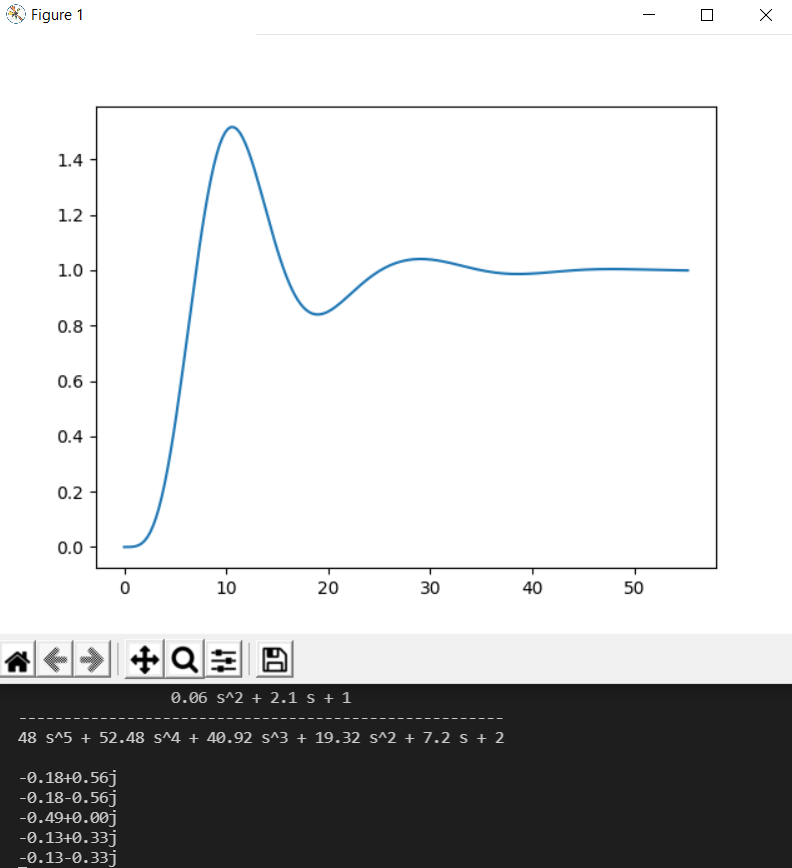 Figure 1
1.4
1.2
1.0
0.8
0.6
0.4
0.2
0.0
0 10 20 30 40 50
0.06 s^2 + 2.1 s + 1
------------------------------------------------------
48 s^5 + 52.48 s^4 + 40.92 s^3 + 19.32 s^2 + 7.2 s + 2
-0.18+0.56j
-0.18-0.56j
-0.49+0.00j
-0.13+0.33j
-0.13-0.33j